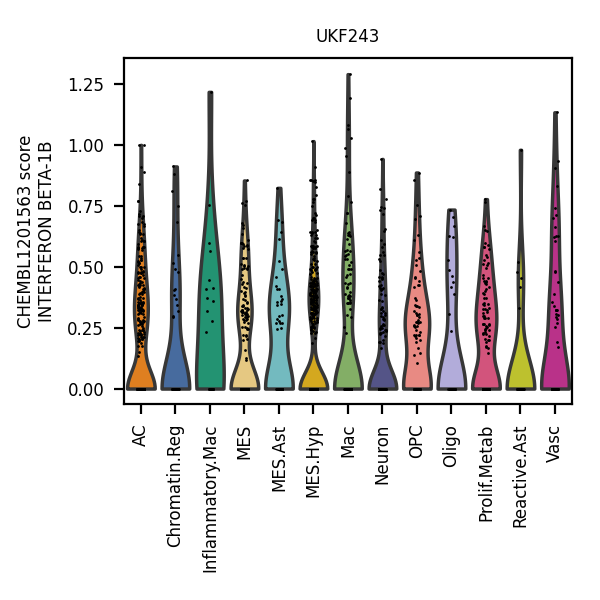 UKF243
CHEMBL1201563 score
INTERFERON BETA-1B
1.25
1.00
0.75
0.50
0.25
0.00
AC
Chromatin.Reg
Inflammatory.Mac
MES
MES.Ast
MES.Hyp
Mac
Neuron
OPC
Oligo
Prolif.Metab
Reactive.Ast
Vasc